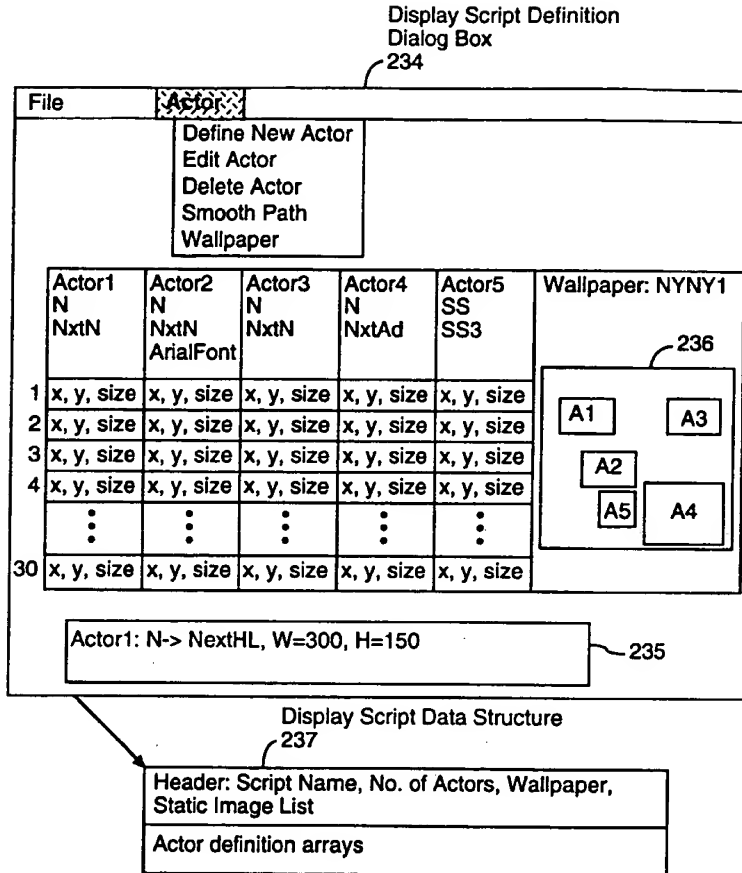 Display Script Definition
Dialog Box
234
File Actor
Define New Actor
Edit Actor
Delete Actor
Smooth Path
Wallpaper
Actor1 Actor2 Actor3 Actor4 Actor5 Wallpaper: NYNY1
N N N N SS
NxtN NxtN NxtN NxtAd SS3
ArialFont
236
1 x, y, size x, y, size x, y, size x, y, size x, y, size
2 x, y, size x, y, size x, y, size x, y, size x, y, size
3 x, y, size x, y, size x, y, size x, y, size x, y, size
4 x, y, size x, y, size x, y, size x, y, size x, y, size
30 x, y, size x, y, size x, y, size x, y, size x, y, size
A1 A3
A2
A5 A4
Actor1: N-> NextHL, W=300, H=150
235
Display Script Data Structure
237
Header: Script Name, No. of Actors, Wallpaper,
Static Image List
Actor definition arrays